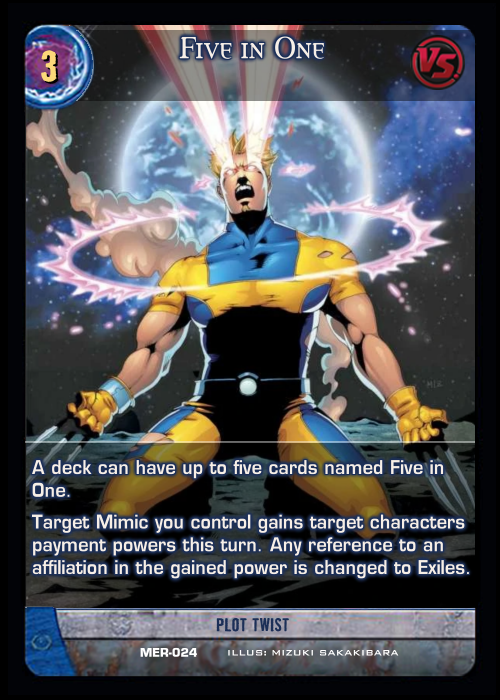 Five in One
3
VS.
MIZ
A deck can have up to five cards named Five in
One.
Target Mimic you control gains target characters
payment powers this turn. Any reference to an
affiliation in the gained power is changed to Exiles.
PLOT TWIST
MER-024 ILLUS: MIZUKI SAKAKIBARA